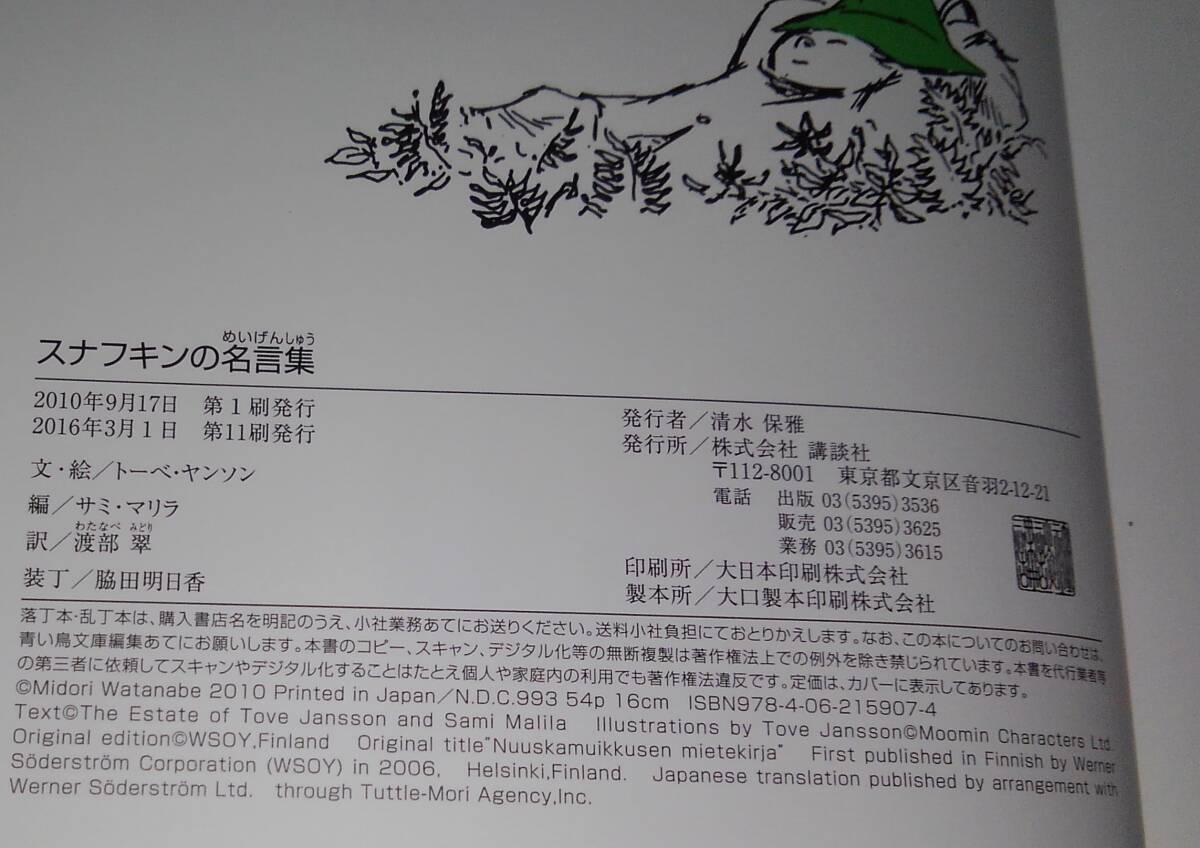 めいげんしゅう
スナフキンの名言集
2010年9月17日 第1刷発行
2016年3月1日 第11刷発行
文・絵／トーベ・ヤンソン
編／サミ・マリラ
わたなべ みどり
訳／渡部 翠
装丁／脇田明日香
発行者／清水 保雅
発行所／株式会社 講談社
〒112-8001 東京都文京区音羽2-12-21
電話 出版 03(5395)3536
販売 03(5395)3625
業務 03(5395)3615
印刷所／大日本印刷株式会社
製本所／大口製本印刷株式会社
落丁本・乱丁本は、購入書店名を明記のうえ、小社業務あてにお送りください。送料小社負担にておとりかえします。なお、この本についてのお問い合わせは、
青い鳥文庫編集あてにお願いします。本書のコピー、スキャン、デジタル化等の無断複製は著作権法上での例外を除き禁じられています。本書を代行業者等
の第三者に依頼してスキャンやデジタル化することはたとえ個人や家庭内の利用でも著作権法違反です。定価は、カバーに表示してあります。
©Midori Watanabe 2010 Printed in Japan／N.D.C.993 54p 16cm ISBN978-4-06-215907-4
Text©The Estate of Tove Jansson and Sami Malila Illustrations by Tove Jansson©Moomin Characters Ltd.
Original edition©WSOY,Finland Original title"Nuuskamuikkusen mietekirja" First published in Finnish by Werner
Söderström Corporation (WSOY) in 2006, Helsinki,Finland. Japanese translation published by arrangement with
Werner Söderström Ltd. through Tuttle-Mori Agency,Inc.